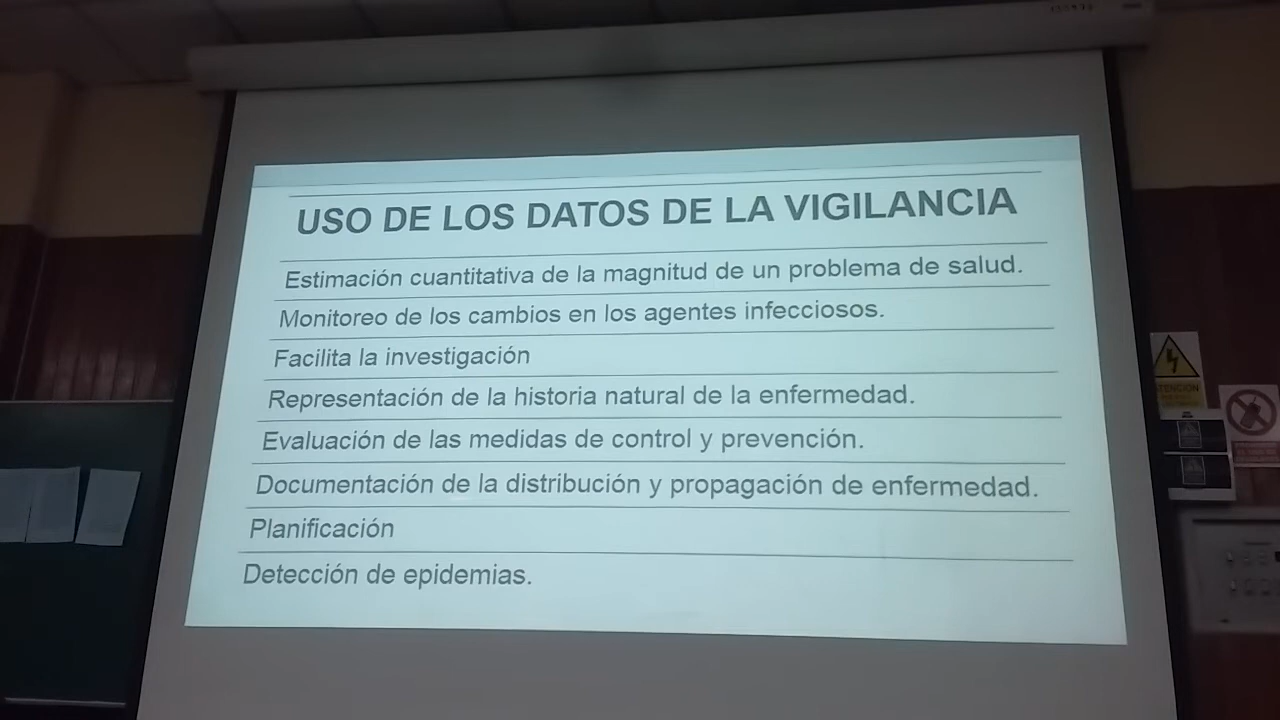 USO DE LOS DATOS DE LA VIGILANCIA
Estimación cuantitativa de la magnitud de un problema de salud.
Monitoreo de los cambios en los agentes infecciosos.
Facilita la investigación
Representación de la historia natural de la enfermedad.
Evaluación de las medidas de control y prevención.
Documentación de la distribución y propagación de enfermedad.
Planificación
Detección de epidemias.
ATENCION